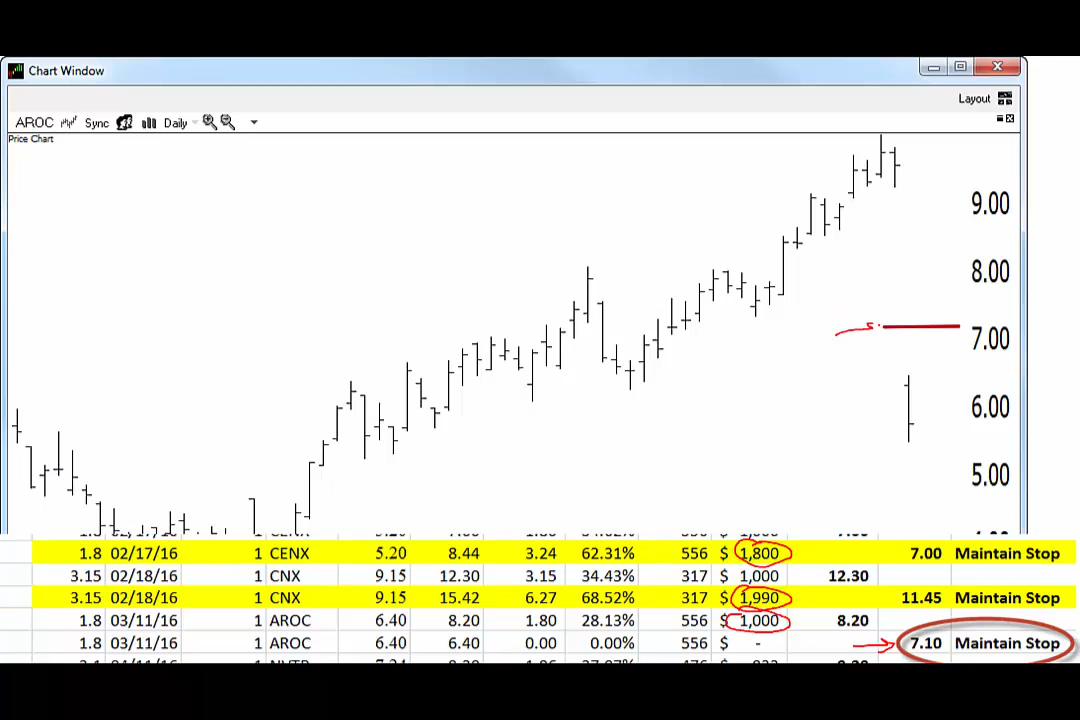 Chart Window
Layout
AROC Sync Daily
Price Chart
9.00
8.00
7.00
6.00
5.00
1.8 02/17/16 1 CENX 5.20 8.44 3.24 62.31% 556 $ 1,800 7.00 Maintain Stop
3.15 02/18/16 1 CNX 9.15 12.30 3.15 34.43% 317 $ 1,000 12.30
3.15 02/18/16 1 CNX 9.15 15.42 6.27 68.52% 317 $ 1,990 11.45 Maintain Stop
1.8 03/11/16 1 AROC 6.40 8.20 1.80 28.13% 556 $ 1,000 8.20
1.8 03/11/16 1 AROC 6.40 6.40 0.00 0.00% 556 $ - 7.10 Maintain Stop